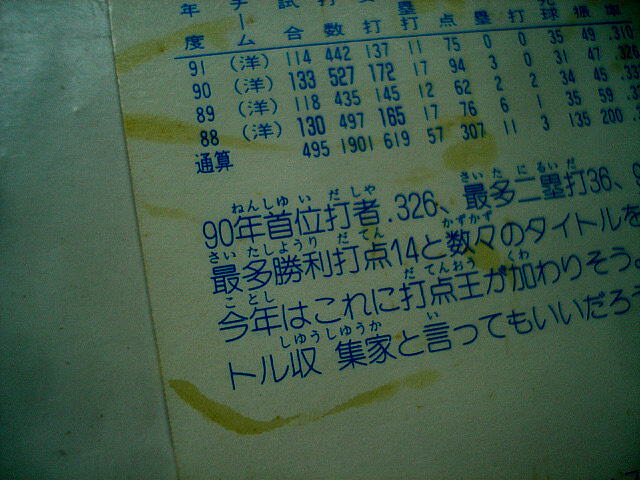 年 チ 試 打 塁 打 塁 打 球 振 率
度 ーム 合 数 打 打 点
91 (洋) 114 442 137 11 75 0 0 35 49 .310
90 (洋) 133 527 172 17 94 3 0 31 47 .326
89 (洋) 118 435 145 12 62 2 2 34 45
88 (洋) 130 497 165 17 76 6 1 35 59
通算 495 1901 619 57 307 11 3 135 200
ねんしゅい だしゃ さいた にるいだ
90年首位打者.326、最多二塁打36、
さいたしょうり だてん かずかず
最多勝利打点14と数々のタイトルを
ことし だてんおう くわ
今年はこれに打点王が加わりそう。
しゅうしゅうか い
トル収 集家と言ってもいいだろう